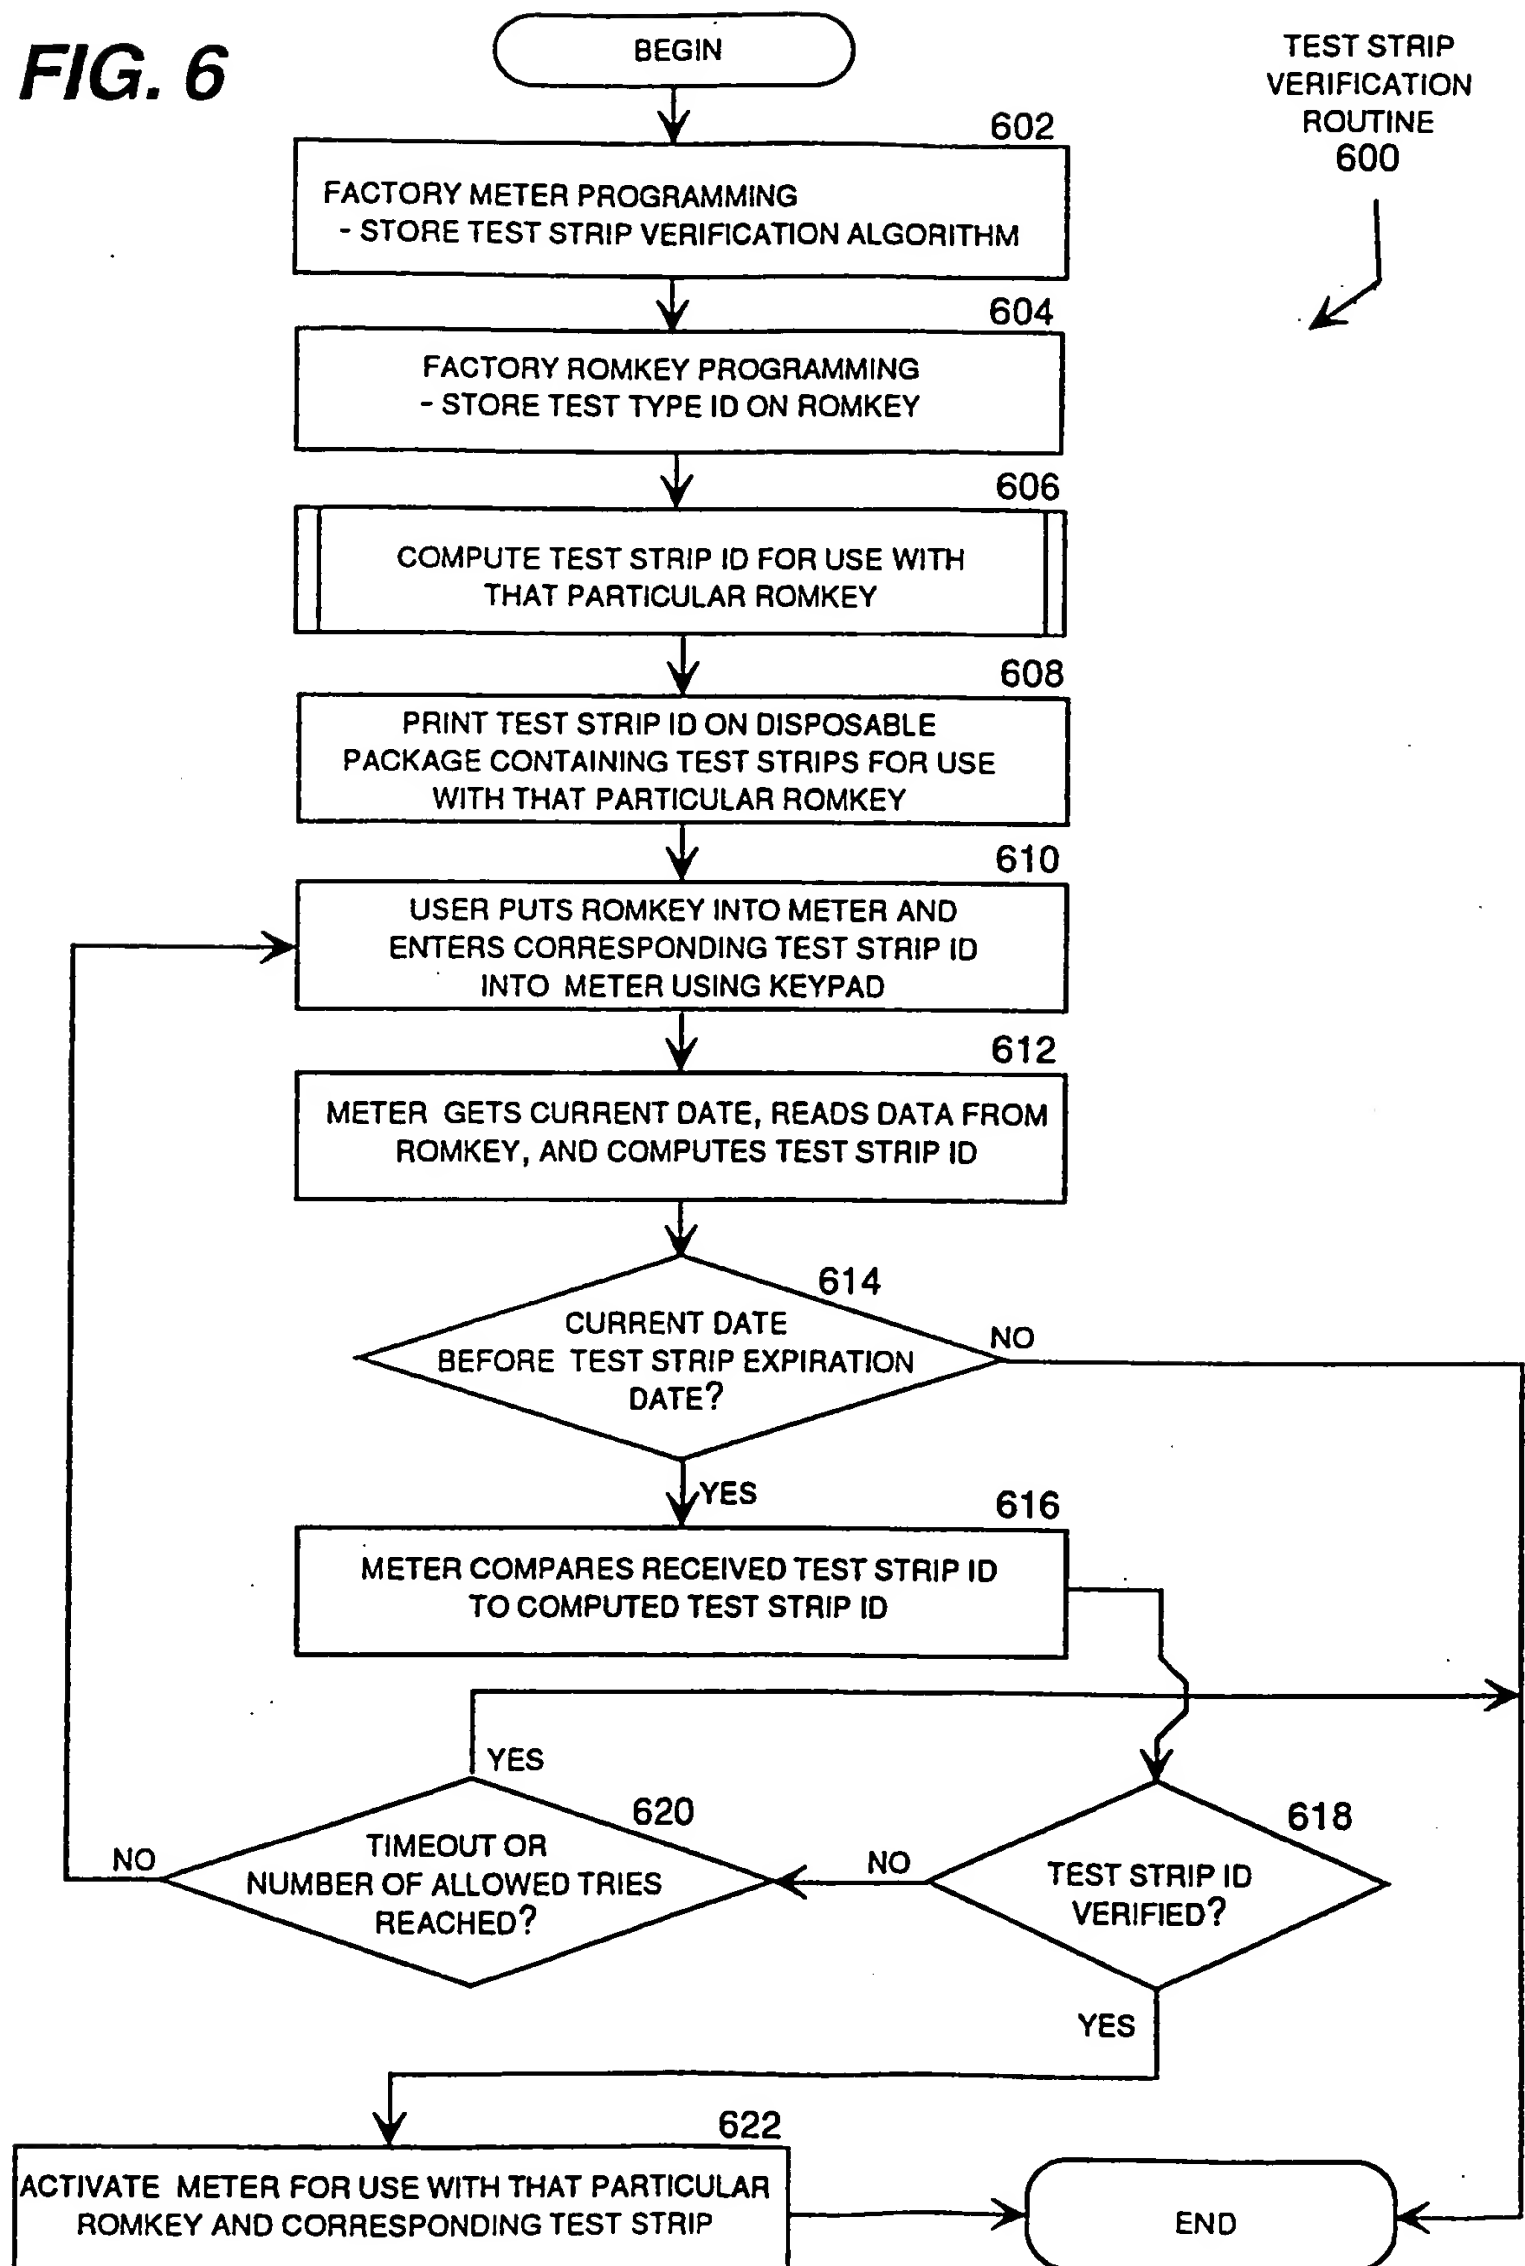 FIG. 6
BEGIN
TEST STRIP
VERIFICATION
ROUTINE
600
602
FACTORY METER PROGRAMMING
- STORE TEST STRIP VERIFICATION ALGORITHM
604
FACTORY ROMKEY PROGRAMMING
- STORE TEST TYPE ID ON ROMKEY
606
COMPUTE TEST STRIP ID FOR USE WITH
THAT PARTICULAR ROMKEY
608
PRINT TEST STRIP ID ON DISPOSABLE
PACKAGE CONTAINING TEST STRIPS FOR USE
WITH THAT PARTICULAR ROMKEY
610
USER PUTS ROMKEY INTO METER AND
ENTERS CORRESPONDING TEST STRIP ID
INTO METER USING KEYPAD
612
METER GETS CURRENT DATE, READS DATA FROM
ROMKEY, AND COMPUTES TEST STRIP ID
614
CURRENT DATE
BEFORE TEST STRIP EXPIRATION
DATE?
NO
YES
616
METER COMPARES RECEIVED TEST STRIP ID
TO COMPUTED TEST STRIP ID
618
TEST STRIP ID
VERIFIED?
NO
620
TIMEOUT OR
NUMBER OF ALLOWED TRIES
REACHED?
YES
NO
YES
622
ACTIVATE METER FOR USE WITH THAT PARTICULAR
ROMKEY AND CORRESPONDING TEST STRIP
END